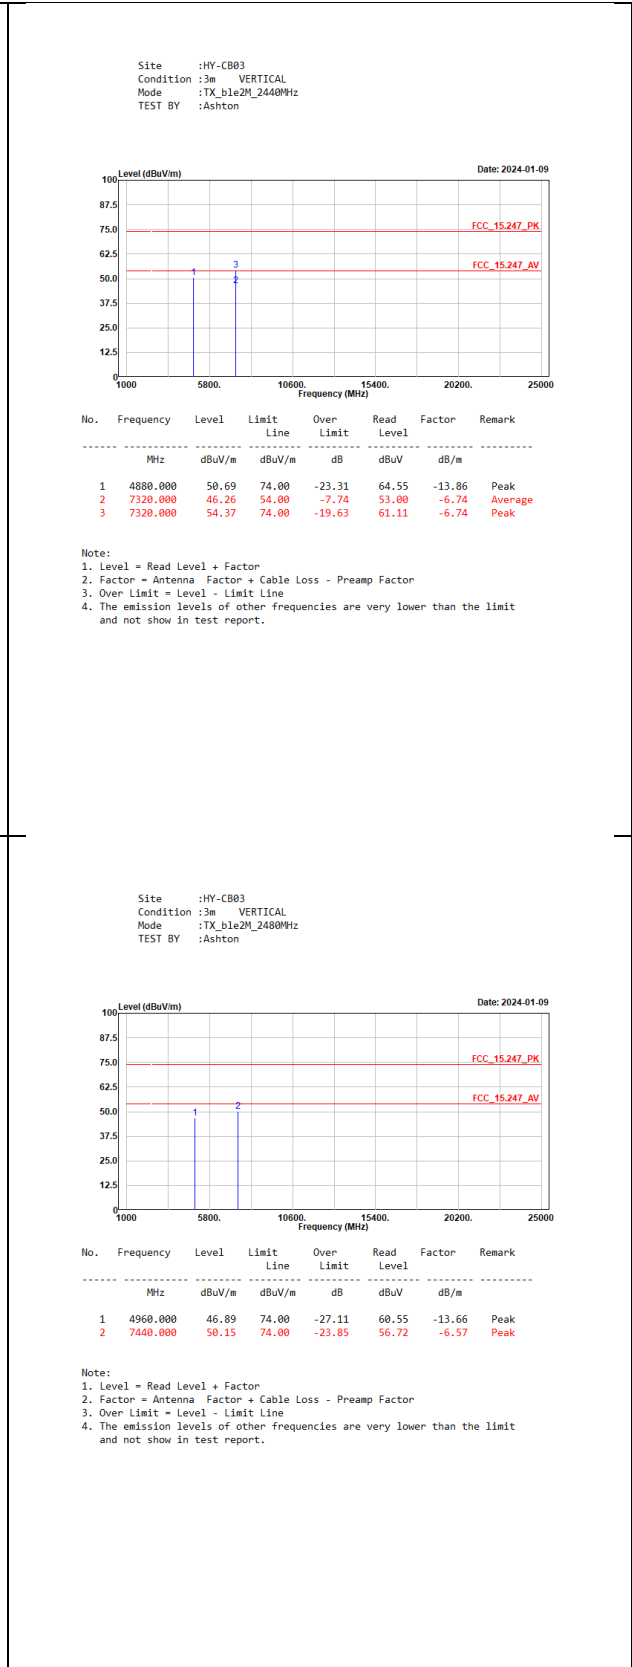 Site :HY-CB03
Condition :3m VERTICAL
Mode :TX_ble2M_2440MHz
TEST BY :Ashton
Level (dBuV/m) Date: 2024-01-09
100
87.5
75.0 FCC_15.247_PK
62.5
3 FCC_15.247_AV
1
50.0 2
37.5
25.0
12.5
0
1000 5800. 10600. 15400. 20200. 25000
Frequency (MHz)
No. Frequency Level Limit Over Read Factor Remark
Line Limit Level
------ ----------- ------- --------- --------- ------- -------- ---------
MHz dBuV/m dBuV/m dB dBuV dB/m
1 4880.000 50.69 74.00 -23.31 64.55 -13.86 Peak
2 7320.000 46.26 54.00 -7.74 53.00 -6.74 Average
3 7320.000 54.37 74.00 -19.63 61.11 -6.74 Peak
Note:
1. Level = Read Level + Factor
2. Factor = Antenna Factor + Cable Loss - Preamp Factor
3. Over Limit = Level - Limit Line
4. The emission levels of other frequencies are very lower than the limit
and not show in test report.
Site :HY-CB03
Condition :3m VERTICAL
Mode :TX_ble2M_2480MHz
TEST BY :Ashton
Level (dBuV/m) Date: 2024-01-09
100
87.5
75.0 FCC_15.247_PK
62.5
FCC_15.247_AV
2
50.0 1
37.5
25.0
12.5
0
1000 5800. 10600. 15400. 20200. 25000
Frequency (MHz)
No. Frequency Level Limit Over Read Factor Remark
Line Limit Level
------ ----------- ------- --------- --------- ------- -------- ---------
MHz dBuV/m dBuV/m dB dBuV dB/m
1 4960.000 46.89 74.00 -27.11 60.55 -13.66 Peak
2 7440.000 50.15 74.00 -23.85 56.72 -6.57 Peak
Note:
1. Level = Read Level + Factor
2. Factor = Antenna Factor + Cable Loss - Preamp Factor
3. Over Limit = Level - Limit Line
4. The emission levels of other frequencies are very lower than the limit
and not show in test report.